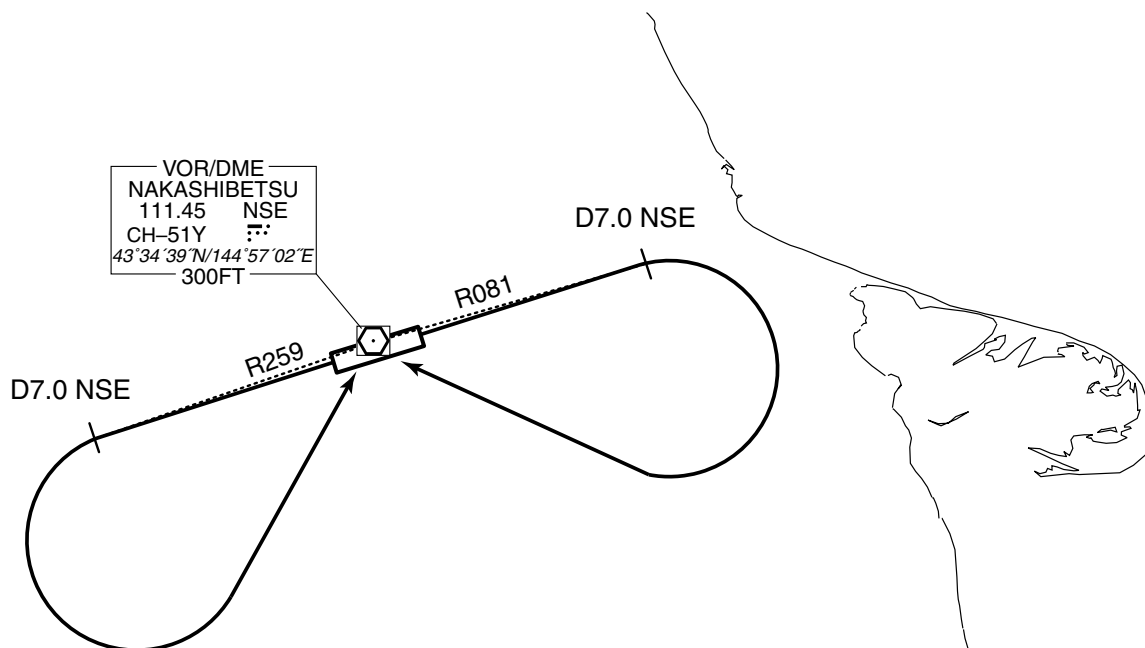 VOR/DME
NAKASHIBETSU
111.45 NSE
CH–51Y
43°34´39˝N/144°57´02˝E
300FT
D7.0 NSE
R081
R259
D7.0 NSE